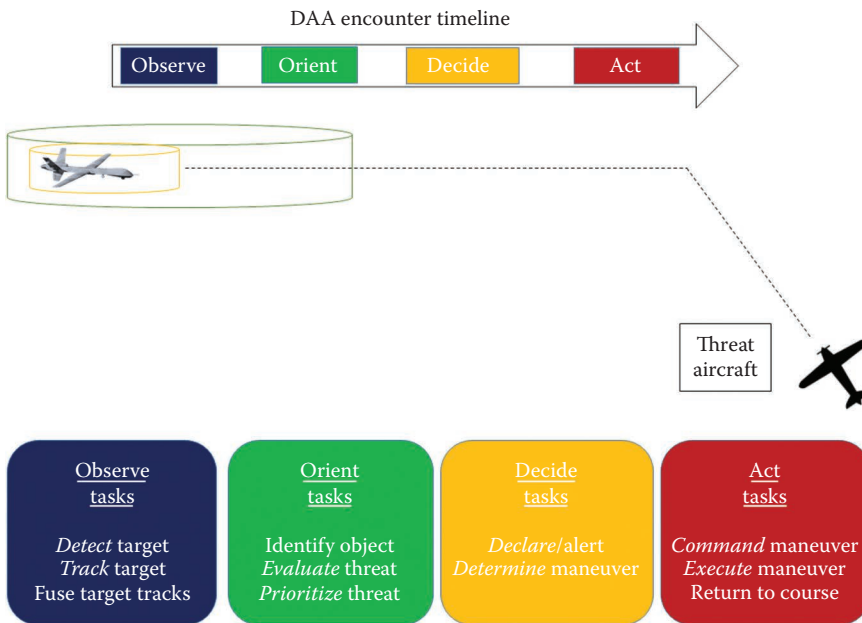 DAA encounter timeline
Observe
Orient
Decide
Act
Threat
aircraft
Observe
tasks
Detect target
Track target
Fuse target tracks
Orient
tasks
Identify object
Evaluate threat
Prioritize threat
Decide
tasks
Declare/alert
Determine maneuver
Act
tasks
Command maneuver
Execute maneuver
Return to course